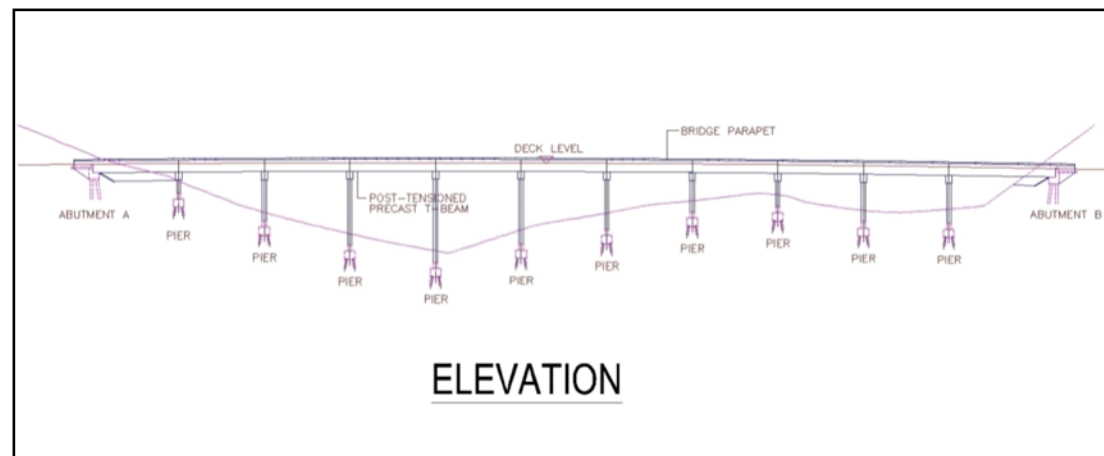 BRIDGE PARAPET
DECK LEVEL
POST-TENSIONED
PRECAST T-BEAM
ABUTMENT A
ABUTMENT B
PIER
PIER
PIER
PIER
PIER
PIER
PIER
PIER
PIER
PIER
ELEVATION